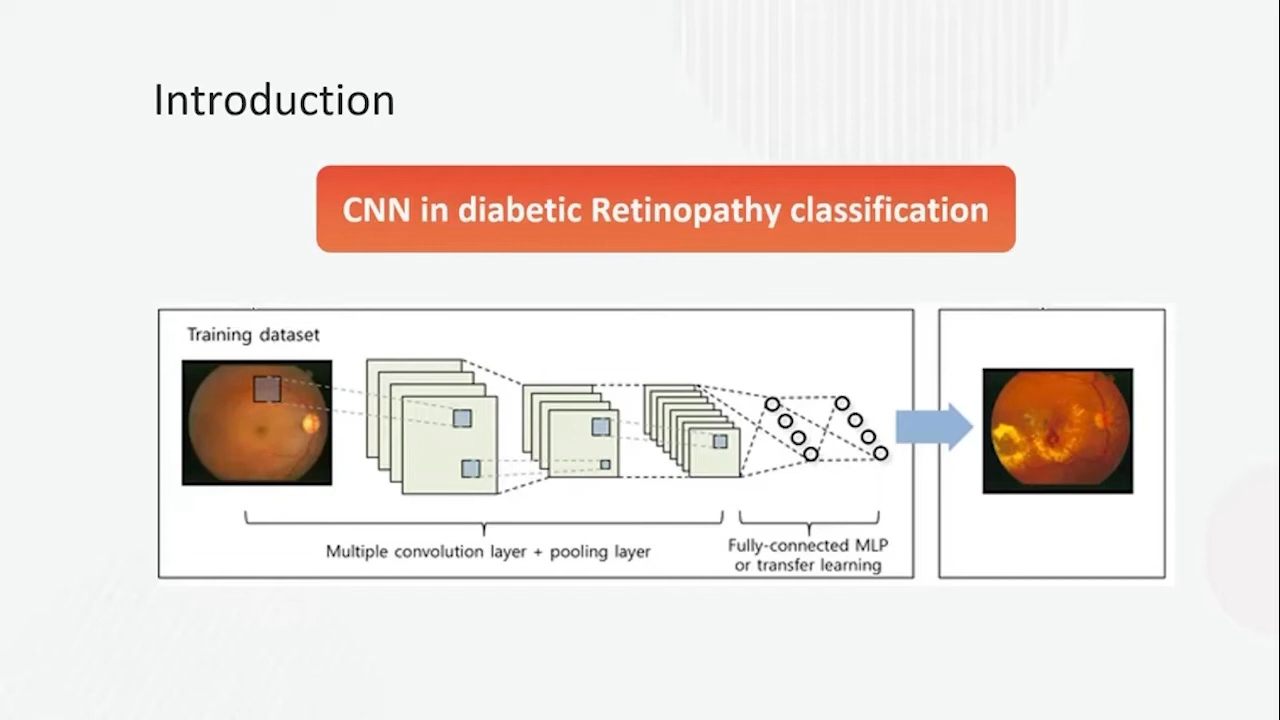 Introduction
CNN in diabetic Retinopathy classification
Training dataset
Multiple convolution layer + pooling layer
Fully-connected MLP
or transfer learning